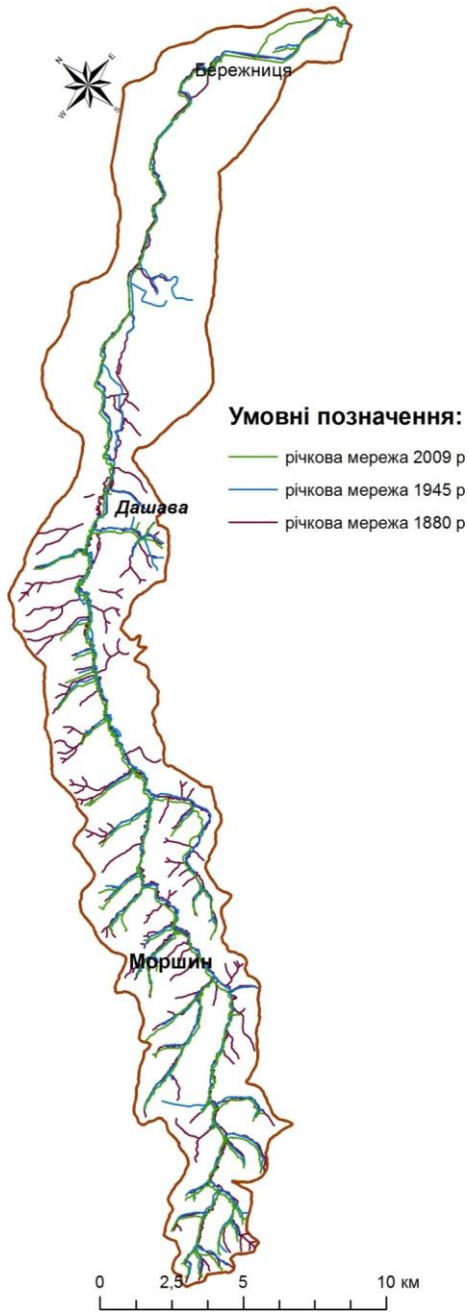 Бережниця
N
E
W
S
Умовні позначення:
річкова мережа 2009 р
річкова мережа 1945 р
річкова мережа 1880 р
Дашава
Моршин
0 2,5 5 10 км